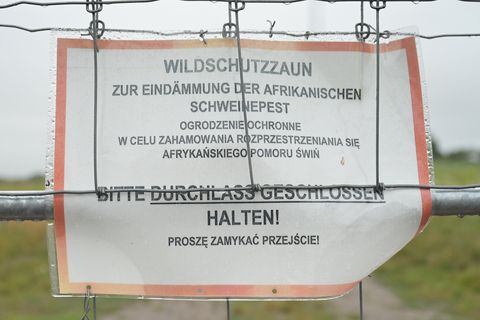 WILDSCHUTZZAUN
ZUR EINDÄMMUNG DER AFRIKANISCHEN
SCHWEINEPEST
OGRODZENIE OCHRONNE
W CELU ZAHAMOWANIA ROZPRZESTRZENIANIA SIĘ
AFRYKAŃSKIEGO POMORU ŚWIŃ
BITTE DURCHLASS GESCHLOSSEN
HALTEN!
PROSZĘ ZAMYKAĆ PRZEJŚCIE!